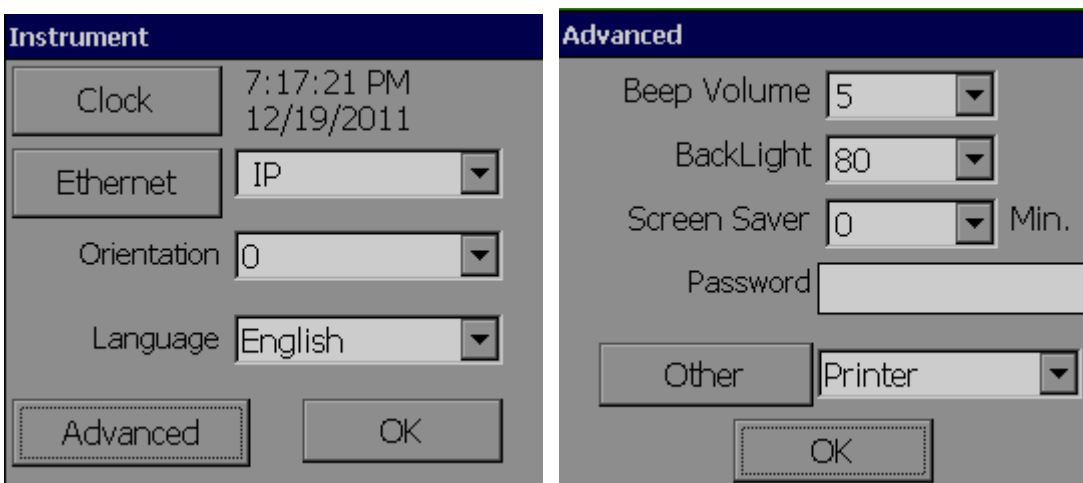 Instrument
Clock
7:17:21 PM
12/19/2011
Ethernet IP
Orientation 0
Language English
Advanced OK
Advanced
Beep Volume 5
BackLight 80
Screen Saver 0 Min.
Password
Other Printer
OK